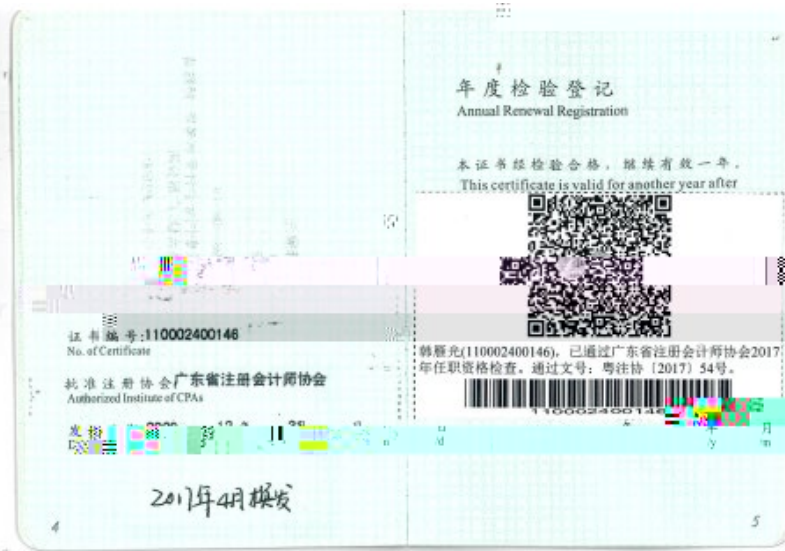 证书编号:110002400146
No. of Certificate
批准注册协会广东省注册会计师协会
Authorized Institute of CPAs
2017年4月换发
4
年度检验登记
Annual Renewal Registration
本证书经检验合格,继续有效一年。
This certificate is valid for another year after
韩雁光(110002400146),已通过广东省注册会计师协会2017
年任职资格检查。通过文号:粤注协〔2017〕54号。
110002400146
年 月
/y /m
5